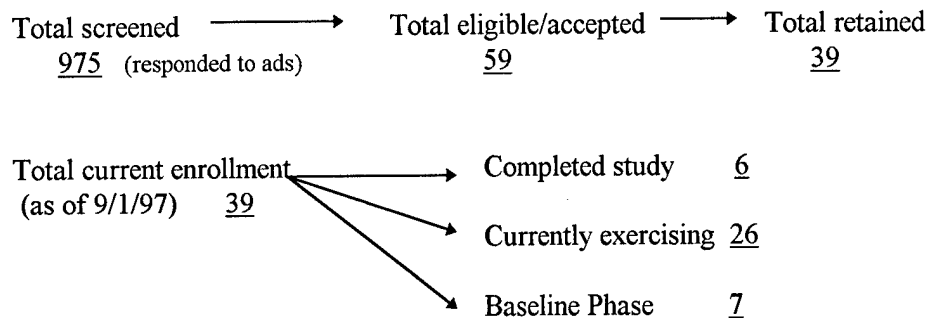 Total screened Total eligible/accepted Total retained
975 (responded to ads) 59 39
Total current enrollment Completed study 6
(as of 9/1/97) 39
Currently exercising 26
Baseline Phase 7